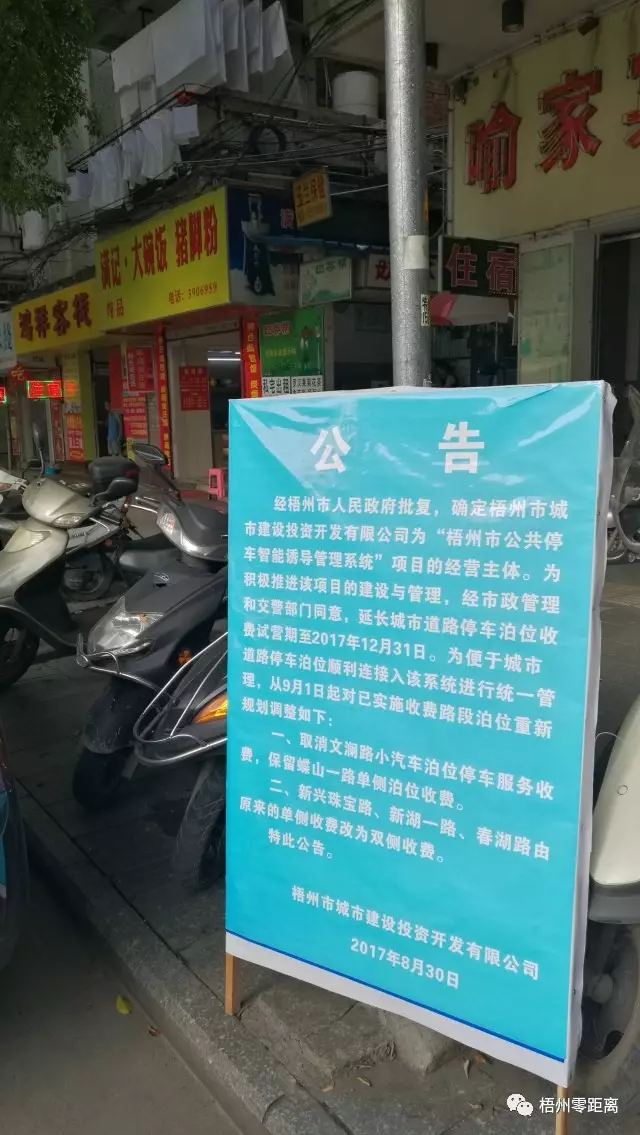 喻家
住宿
满记·大碗饭 猪脚粉
电话：3906959
鸿祥客栈
公告
经梧州市人民政府批复，确定梧州市城
市建设投资开发有限公司为“梧州市公共停
车智能诱导管理系统”项目的经营主体。为
积极推进该项目的建设与管理，经市政管理
和交警部门同意，延长城市道路停车泊位收
费试营期至2017年12月31日。为便于城市
道路停车泊位顺利连接入该系统进行统一管
理，从9月1日起对已实施收费路段泊位重新
规划调整如下：
一、取消文澜路小汽车泊位停车服务收
费，保留蝶山一路单侧泊位收费。
二、新兴珠宝路、新湖一路、春湖路由
原来的单侧收费改为双侧收费。
特此公告。
梧州市城市建设投资开发有限公司
2017年8月30日
梧州零距离